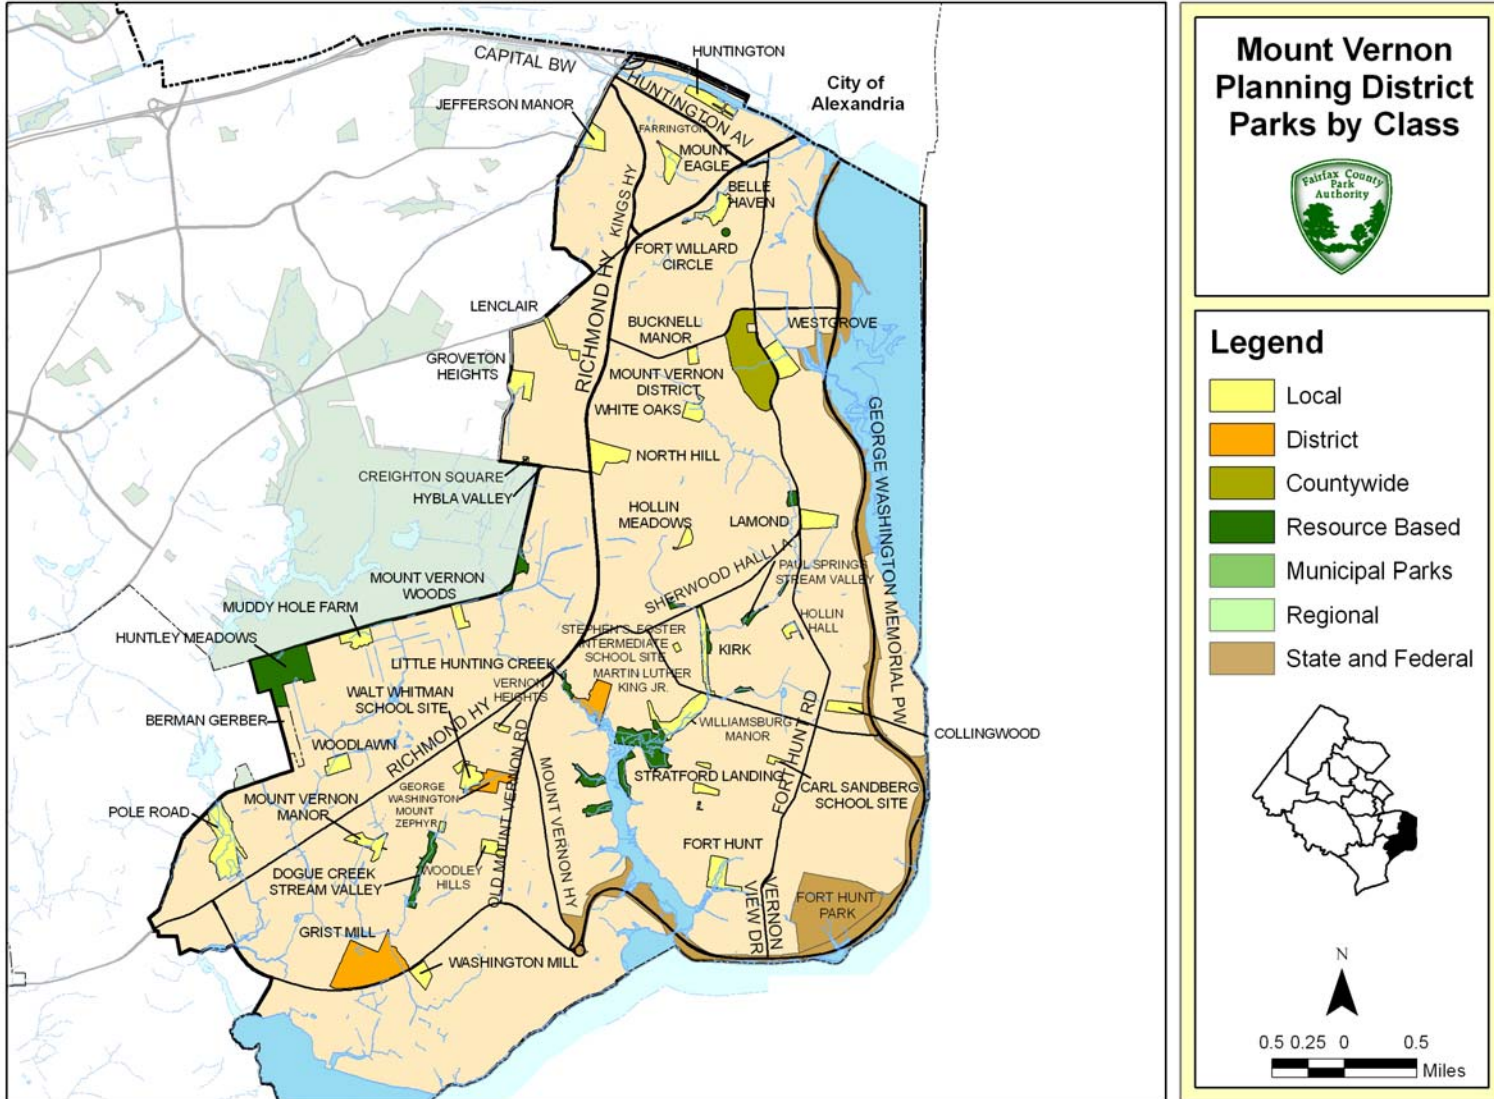 CAPITAL BW
HUNTINGTON
City of
Alexandria
JEFFERSON MANOR
HUNTINGTON AV
FARRINGTON
MOUNT
EAGLE
KINGS HY
BELLE
HAVEN
FORT WILLARD
CIRCLE
RICHMOND HY
LENCLAIR
BUCKNELL
MANOR
WESTGROVE
GROVETON
HEIGHTS
MOUNT VERNON
DISTRICT
WHITE OAKS
GEORGE WASHINGTON MEMORIAL PW
NORTH HILL
CREIGHTON SQUARE
HYBLA VALLEY
HOLLIN
MEADOWS
LAMOND
SHERWOOD HALL LA
PAUL SPRINGS
STREAM VALLEY
MOUNT VERNON
WOODS
MUDDY HOLE FARM
HOLLIN
HALL
HUNTLEY MEADOWS
STEPHEN S. FOSTER
INTERMEDIATE
SCHOOL SITE
KIRK
LITTLE HUNTING CREEK
MARTIN LUTHER
KING JR.
VERNON
HEIGHTS
WALT WHITMAN
SCHOOL SITE
RICHMOND HY
BERMAN GERBER
WILLIAMSBURG
MANOR
FORT HUNT RD
COLLINGWOOD
WOODLAWN
OLD MOUNT VERNON RD
MOUNT VERNON HY
STRATFORD LANDING
CARL SANDBERG
SCHOOL SITE
GEORGE
WASHINGTON
MOUNT
ZEPHYR
MOUNT VERNON
MANOR
POLE ROAD
FORT HUNT
DOGUE CREEK
STREAM VALLEY
WOODLEY
HILLS
VERNON
VIEW DR
FORT HUNT
PARK
GRIST MILL
WASHINGTON MILL
Mount Vernon
Planning District
Parks by Class
Fairfax County
Park
Authority
Legend
Local
District
Countywide
Resource Based
Municipal Parks
Regional
State and Federal
N
0.5 0.25 0 0.5
Miles